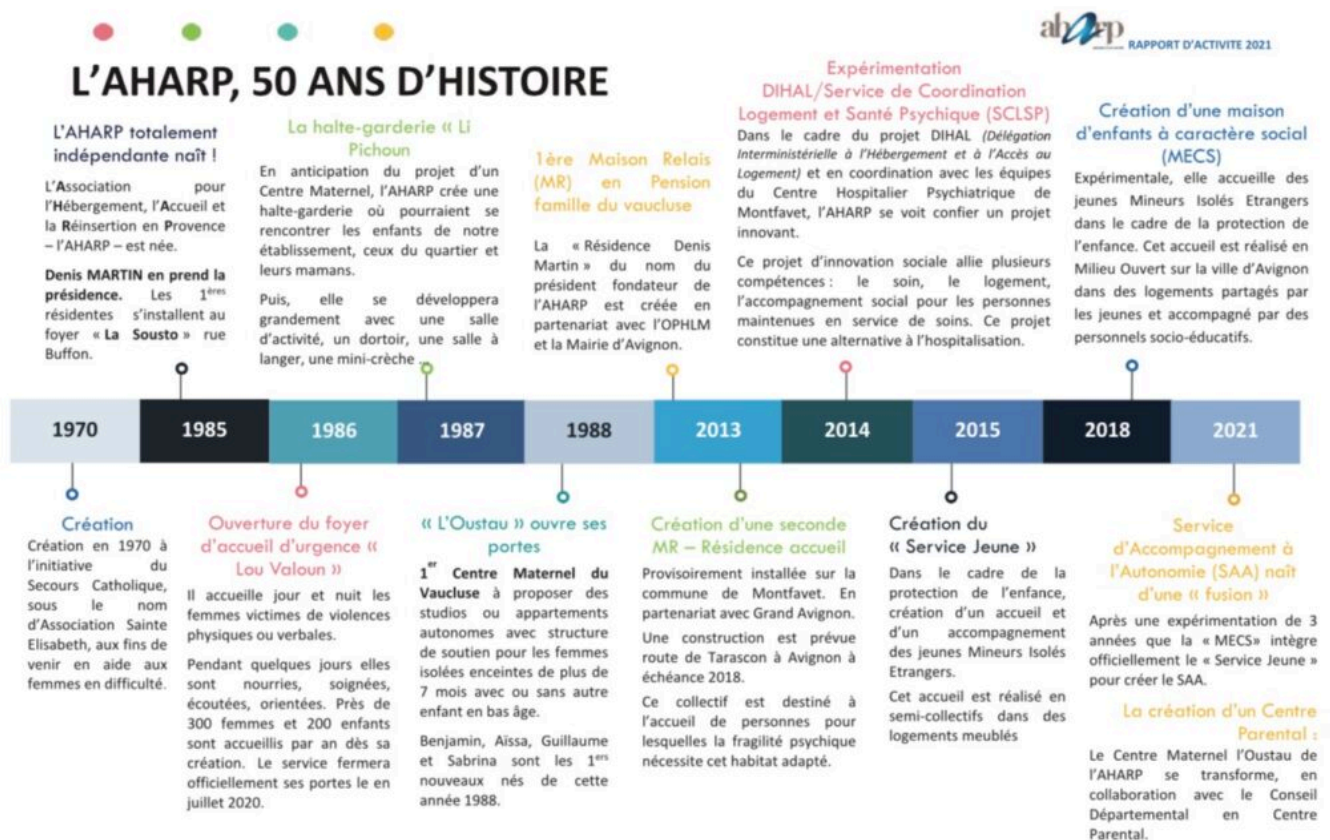 aharp RAPPORT D'ACTIVITE 2021
L'AHARP, 50 ANS D'HISTOIRE
L'AHARP totalement
indépendante naît !
L'Association pour
l'Hébergement, l'Accueil et
la Réinsertion en Provence
– l'AHARP – est née.
Denis MARTIN en prend la
présidence. Les 1ères
résidentes s'installent au
foyer « La Sousto » rue
Buffon.
La halte-garderie « Li
Pichoun
En anticipation du projet d'un
Centre Maternel, l'AHARP crée une
halte-garderie où pourraient se
rencontrer les enfants de notre
établissement, ceux du quartier et
leurs mamans.
Puis, elle se développera
grandement avec une salle
d'activité, un dortoir, une salle à
langer, une mini-crèche ...
1ère Maison Relais
(MR) en Pension
famille du vaucluse
La « Résidence Denis
Martin » du nom du
président fondateur de
l'AHARP est créée en
partenariat avec l'OPHLM
et la Mairie d'Avignon.
Expérimentation
DIHAL/Service de Coordination
Logement et Santé Psychique (SCLSP)
Dans le cadre du projet DIHAL (Délégation
Interministérielle à l'Hébergement et à l'Accès au
Logement) et en coordination avec les équipes
du Centre Hospitalier Psychiatrique de
Montfavet, l'AHARP se voit confier un projet
innovant.
Ce projet d'innovation sociale allie plusieurs
compétences : le soin, le logement,
l'accompagnement social pour les personnes
maintenues en service de soins. Ce projet
constitue une alternative à l'hospitalisation.
Création d'une maison
d'enfants à caractère social
(MECS)
Expérimentale, elle accueille des
jeunes Mineurs Isolés Etrangers
dans le cadre de la protection de
l'enfance. Cet accueil est réalisé en
Milieu Ouvert sur la ville d'Avignon
dans des logements partagés par
les jeunes et accompagné par des
personnels socio-éducatifs.
1970 1985 1986 1987 1988 2013 2014 2015 2018 2021
Création
Création en 1970 à
l'initiative du
Secours Catholique,
sous le nom
d'Association Sainte
Elisabeth, aux fins de
venir en aide aux
femmes en difficulté.
Ouverture du foyer
d'accueil d'urgence «
Lou Valoun »
Il accueille jour et nuit les
femmes victimes de violences
physiques ou verbales.
Pendant quelques jours elles
sont nourries, soignées,
écoutées, orientées. Près de
300 femmes et 200 enfants
sont accueillis par an dès sa
création. Le service fermera
officiellement ses portes le en
juillet 2020.
« L'Oustau » ouvre ses
portes
1er Centre Maternel du
Vaucluse à proposer des
studios ou appartements
autonomes avec structure
de soutien pour les femmes
isolées enceintes de plus de
7 mois avec ou sans autre
enfant en bas âge.
Benjamin, Aïssa, Guillaume
et Sabrina sont les 1ers
nouveaux nés de cette
année 1988.
Création d'une seconde
MR – Résidence accueil
Provisoirement installée sur la
commune de Montfavet. En
partenariat avec Grand Avignon.
Une construction est prévue
route de Tarascon à Avignon à
échéance 2018.
Ce collectif est destiné à
l'accueil de personnes pour
lesquelles la fragilité psychique
nécessite cet habitat adapté.
Création du
« Service Jeune »
Dans le cadre de la
protection de l'enfance,
création d'un accueil et
d'un accompagnement
des jeunes Mineurs Isolés
Etrangers.
Cet accueil est réalisé en
semi-collectifs dans des
logements meublés
Service
d'Accompagnement à
l'Autonomie (SAA) naît
d'une « fusion »
Après une expérimentation de 3
années que la « MECS» intègre
officiellement le « Service Jeune »
pour créer le SAA.
La création d'un Centre
Parental :
Le Centre Maternel l'Oustau de
l'AHARP se transforme, en
collaboration avec le Conseil
Départemental en Centre
Parental.